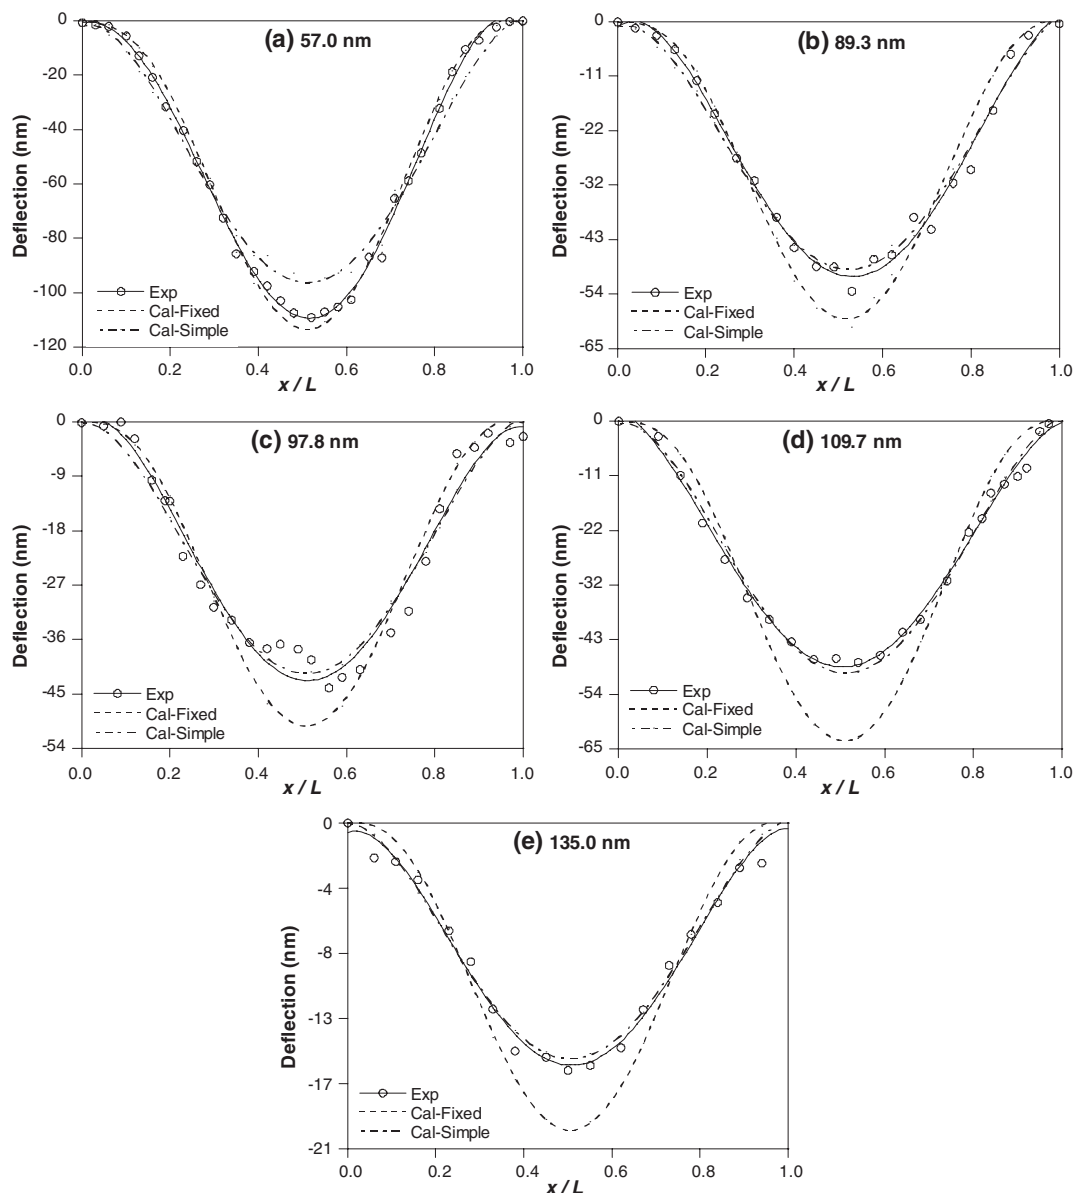 (a) 57.0 nm
0
-20
-40
-60
-80
-100
-120
Deflection (nm)
Exp
Cal-Fixed
Cal-Simple
0.0 0.2 0.4 0.6 0.8 1.0
x / L
(b) 89.3 nm
0
-11
-22
-32
-43
-54
-65
Deflection (nm)
Exp
Cal-Fixed
Cal-Simple
0.0 0.2 0.4 0.6 0.8 1.0
x / L
(c) 97.8 nm
0
-9
-18
-27
-36
-45
-54
Deflection (nm)
Exp
Cal-Fixed
Cal-Simple
0.0 0.2 0.4 0.6 0.8 1.0
x / L
(d) 109.7 nm
0
-11
-22
-32
-43
-54
-65
Deflection (nm)
Exp
Cal-Fixed
Cal-Simple
0.0 0.2 0.4 0.6 0.8 1.0
x / L
(e) 135.0 nm
0
-4
-8
-13
-17
-21
Deflection (nm)
Exp
Cal-Fixed
Cal-Simple
0.0 0.2 0.4 0.6 0.8 1.0
x / L